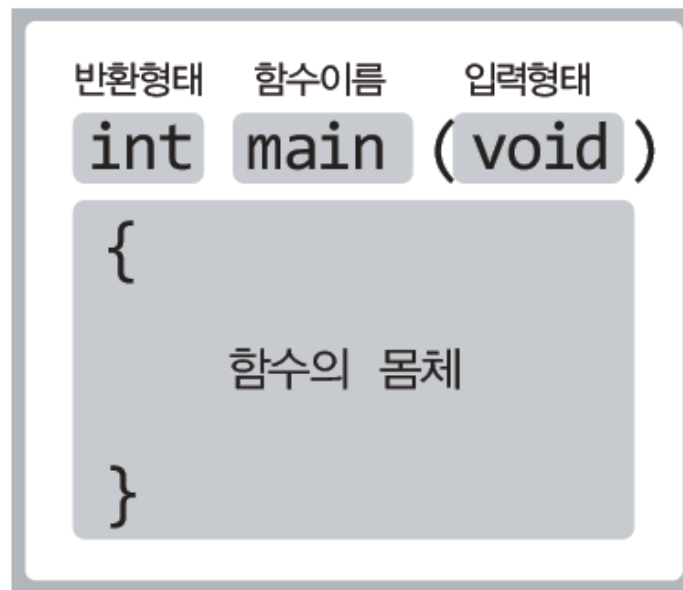 반환형태 함수이름 입력형태
int main (void)
{
함수의 몸체
}